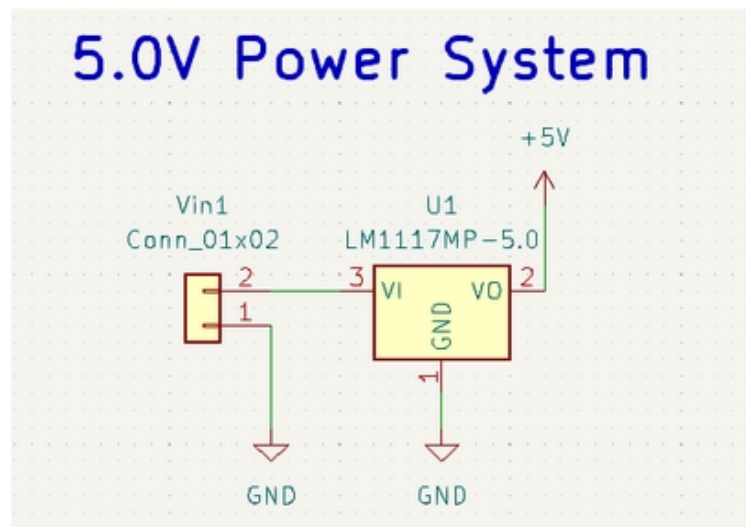 5.0V Power System
+5V
Vin1
U1
Conn_01x02
LM1117MP-5.0
2
3
VI
VO
2
1
GND
1
GND
GND